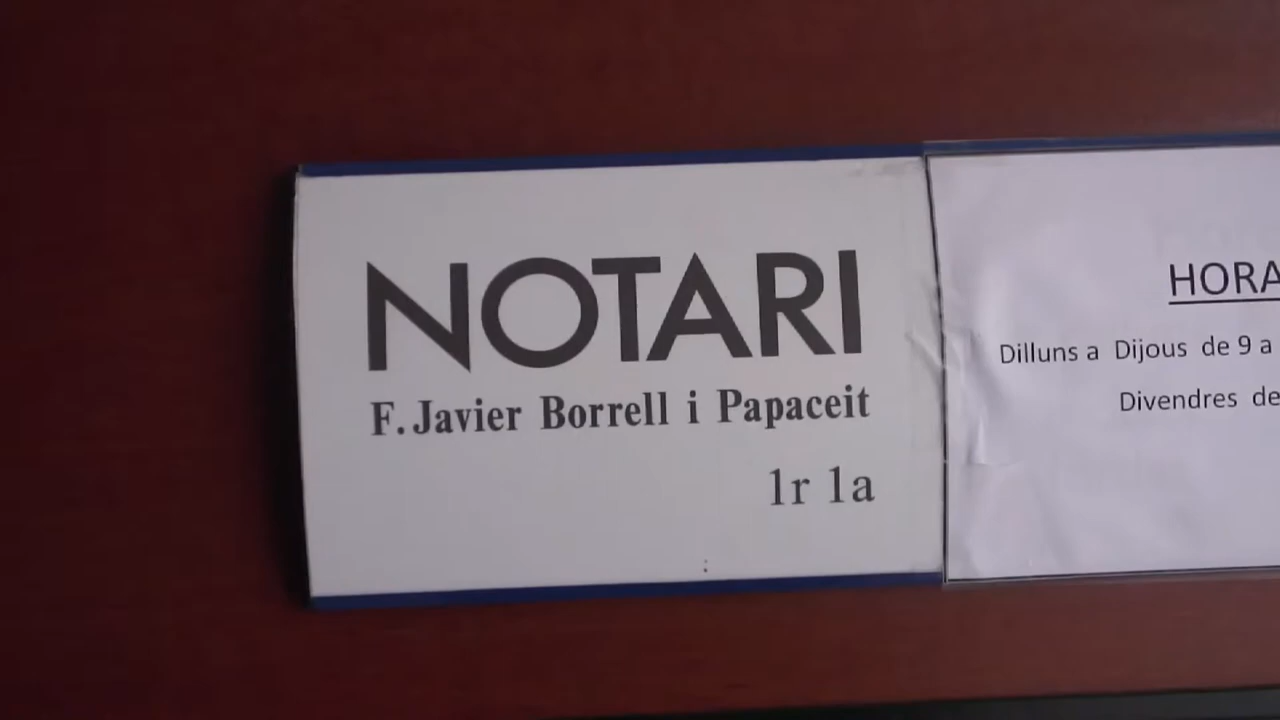 NOTARI
F. Javier Borrell i Papaceit
1r 1a
HORA
Dilluns a Dijous de 9 a
Divendres de